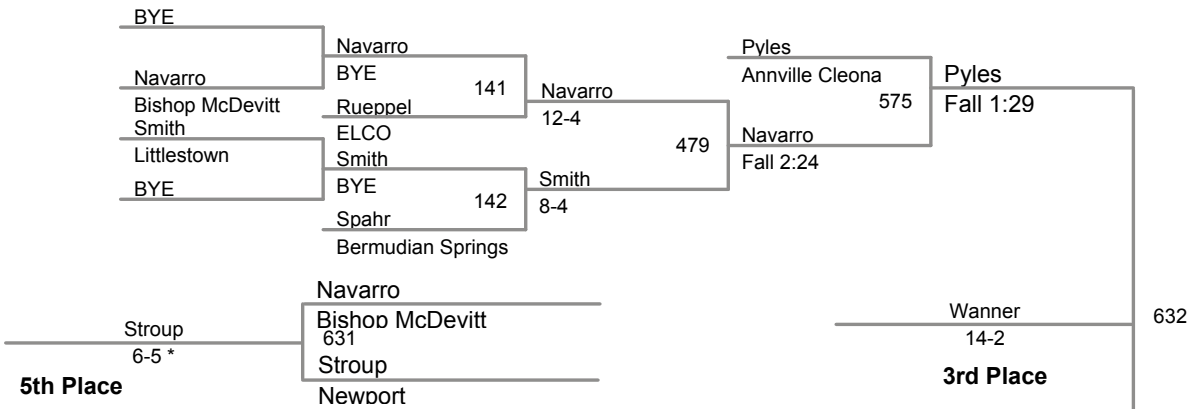 BYE
Navarro
Bishop McDevitt
Smith
Littlestown
BYE
Navarro
BYE
141
Rueppel
ELCO
Smith
BYE
142
Spahr
Bermudian Springs
Navarro
12-4
479
Smith
8-4
Pyles
Annville Cleona
575
Navarro
Fall 2:24
Pyles
Fall 1:29
Navarro
Bishop McDevitt
631
Stroup
Newport
Stroup
6-5 *
5th Place
Wanner
14-2
632
3rd Place